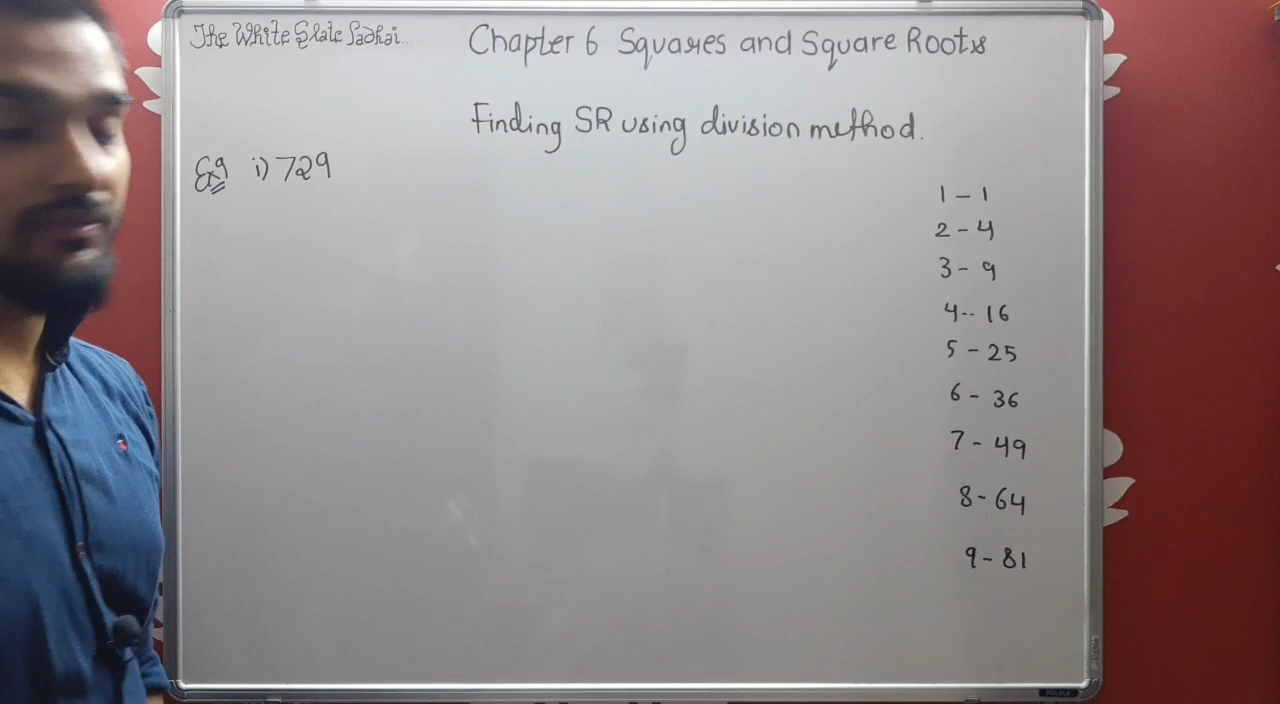 The White Slate Padhai...
Chapter 6 Squares and Square Roots
Finding SR using division method.
Eg i) 729
1 - 1
2 - 4
3 - 9
4 -- 16
5 - 25
6 - 36
7 - 49
8 - 64
9 - 81